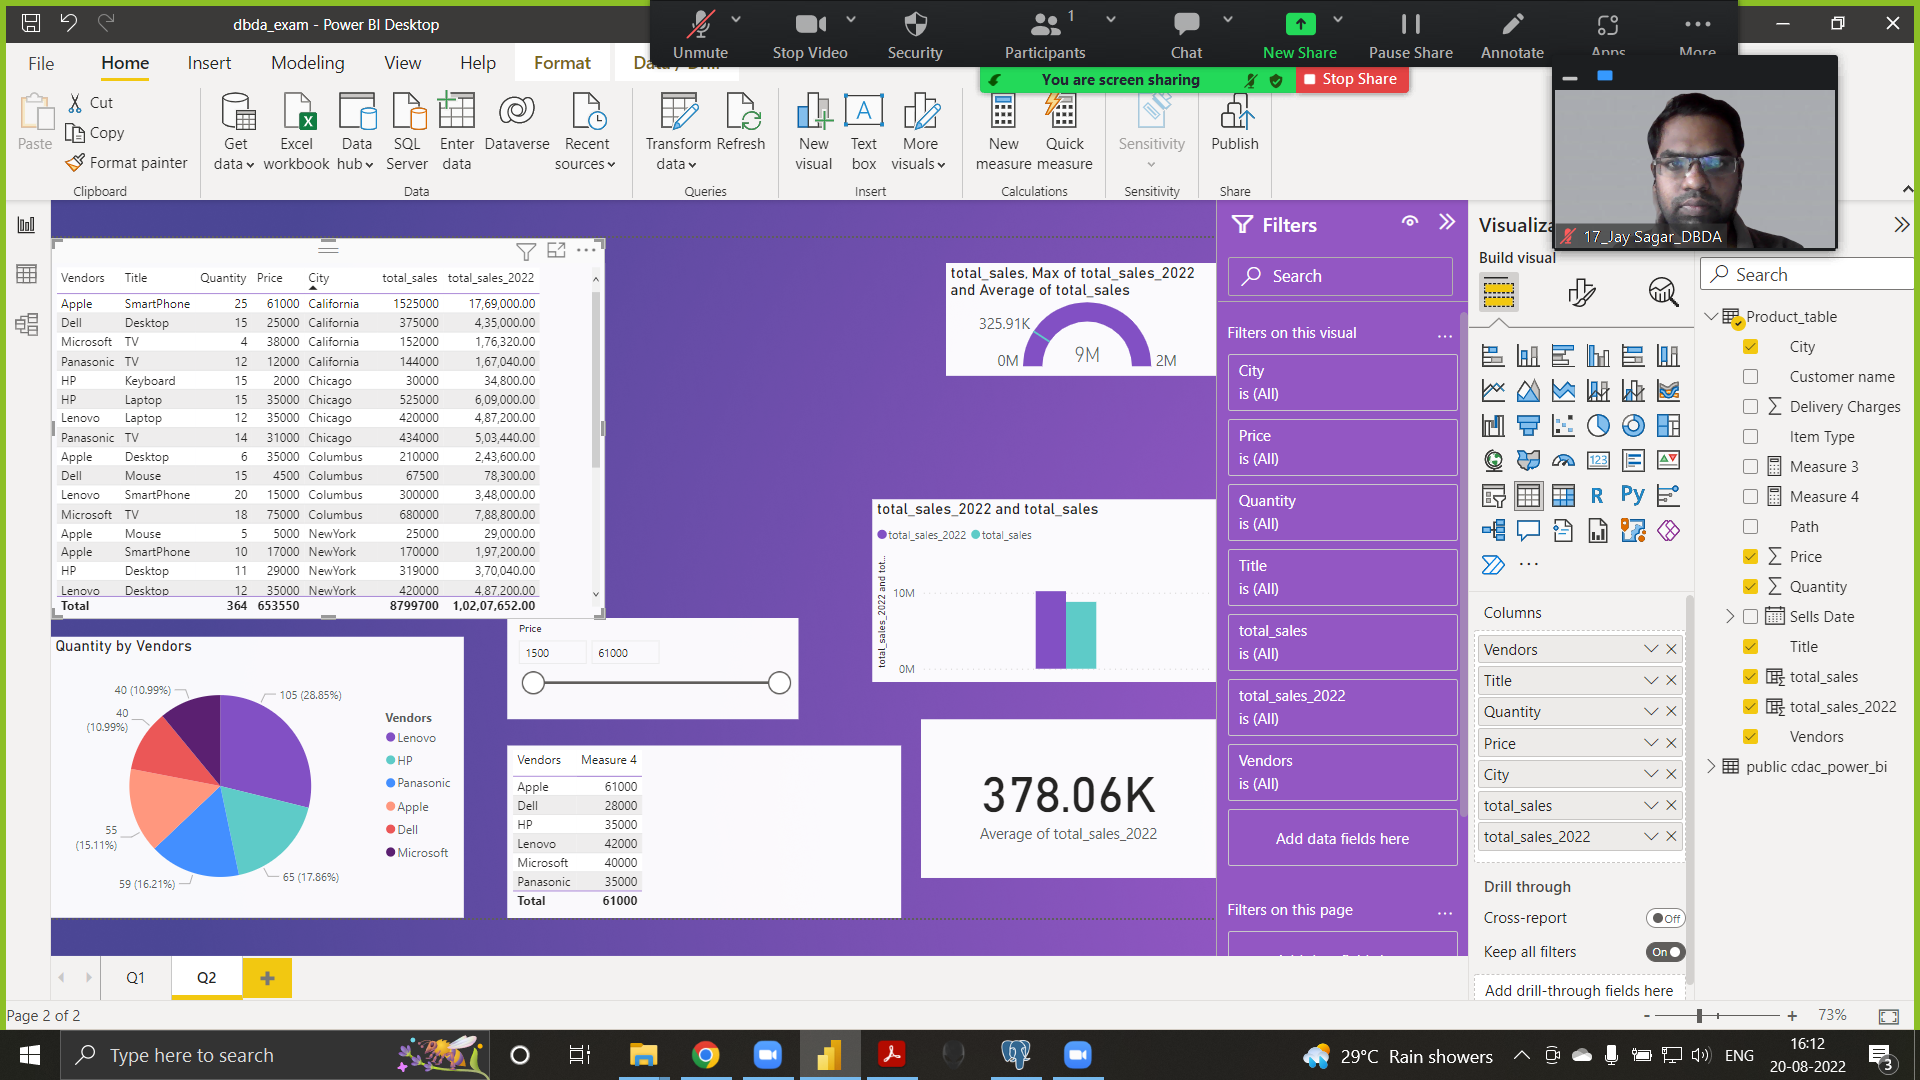 dbda_exam - Power BI Desktop
Unmute
Stop Video
Security
1
Participants
Chat
New Share
Pause Share
Annotate
Apps
More
You are screen sharing
Stop Share
File
Home
Insert
Modeling
View
Help
Format
Data / Drill
Paste
Cut
Copy
Format painter
Clipboard
Get data
Excel workbook
Data hub
SQL Server
Enter data
Dataverse
Recent sources
Data
Transform data
Refresh
Queries
New visual
Text box
More visuals
Insert
New measure
Quick measure
Calculations
Sensitivity
Sensitivity
Publish
Share
17_Jay Sagar_DBDA
Vendors Title Quantity Price City total_sales total_sales_2022
Apple SmartPhone 25 61000 California 1525000 17,69,000.00
Dell Desktop 15 25000 California 375000 4,35,000.00
Microsoft TV 4 38000 California 152000 1,76,320.00
Panasonic TV 12 12000 California 144000 1,67,040.00
HP Keyboard 15 2000 Chicago 30000 34,800.00
HP Laptop 15 35000 Chicago 525000 6,09,000.00
Lenovo Laptop 12 35000 Chicago 420000 4,87,200.00
Panasonic TV 14 31000 Chicago 434000 5,03,440.00
Apple Desktop 6 35000 Columbus 210000 2,43,600.00
Dell Mouse 15 4500 Columbus 67500 78,300.00
Lenovo SmartPhone 20 15000 Columbus 300000 3,48,000.00
Microsoft TV 18 75000 Columbus 680000 7,88,800.00
Apple Mouse 5 5000 NewYork 25000 29,000.00
Apple SmartPhone 10 17000 NewYork 170000 1,97,200.00
HP Desktop 11 29000 NewYork 319000 3,70,040.00
Lenovo Desktop 12 35000 NewYork 420000 4,87,200.00
Total 364 653550 8799700 1,02,07,652.00
total_sales, Max of total_sales_2022
and Average of total_sales
325.91K
0M
9M
2M
total_sales_2022 and total_sales
total_sales_2022 total_sales
total_sales_2022 and tot...
10M
0M
Quantity by Vendors
40 (10.99%)
105 (28.85%)
40
(10.99%)
55
(15.11%)
59 (16.21%)
65 (17.86%)
Vendors
Lenovo
HP
Panasonic
Apple
Dell
Microsoft
Price
1500
61000
Vendors Measure 4
Apple 61000
Dell 28000
HP 35000
Lenovo 42000
Microsoft 40000
Panasonic 35000
Total 61000
378.06K
Average of total_sales_2022
Filters
Search
Filters on this visual
...
City
is (All)
Price
is (All)
Quantity
is (All)
Title
is (All)
total_sales
is (All)
total_sales_2022
is (All)
Vendors
is (All)
Add data fields here
Filters on this page
...
Build visual
R
Py
123
...
Columns
Vendors
Title
Quantity
Price
City
total_sales
total_sales_2022
Drill through
Cross-report
Off
Keep all filters
On
Add drill-through fields here
Search
Product_table
City
Customer name
Delivery Charges
Item Type
Measure 3
Measure 4
Path
Price
Quantity
Sells Date
Title
total_sales
total_sales_2022
Vendors
public cdac_power_bi
Q1
Q2
Page 2 of 2
- + 73%
Type here to search
29°C Rain showers
ENG
16:12
20-08-2022
3